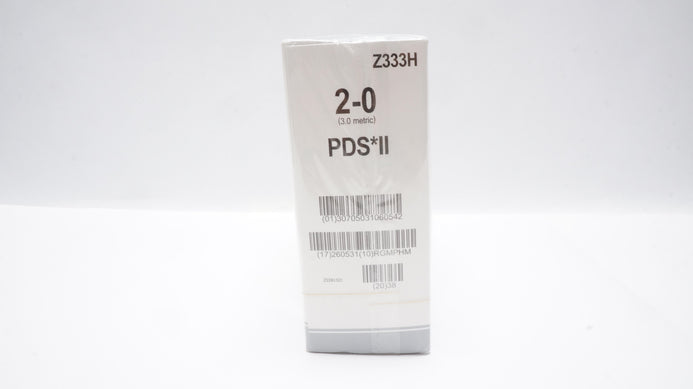 Z333H
2-0
(3.0 metric)
PDS*II
(01)30705031060542
(17)260531(10)RGMPHM
(20)38